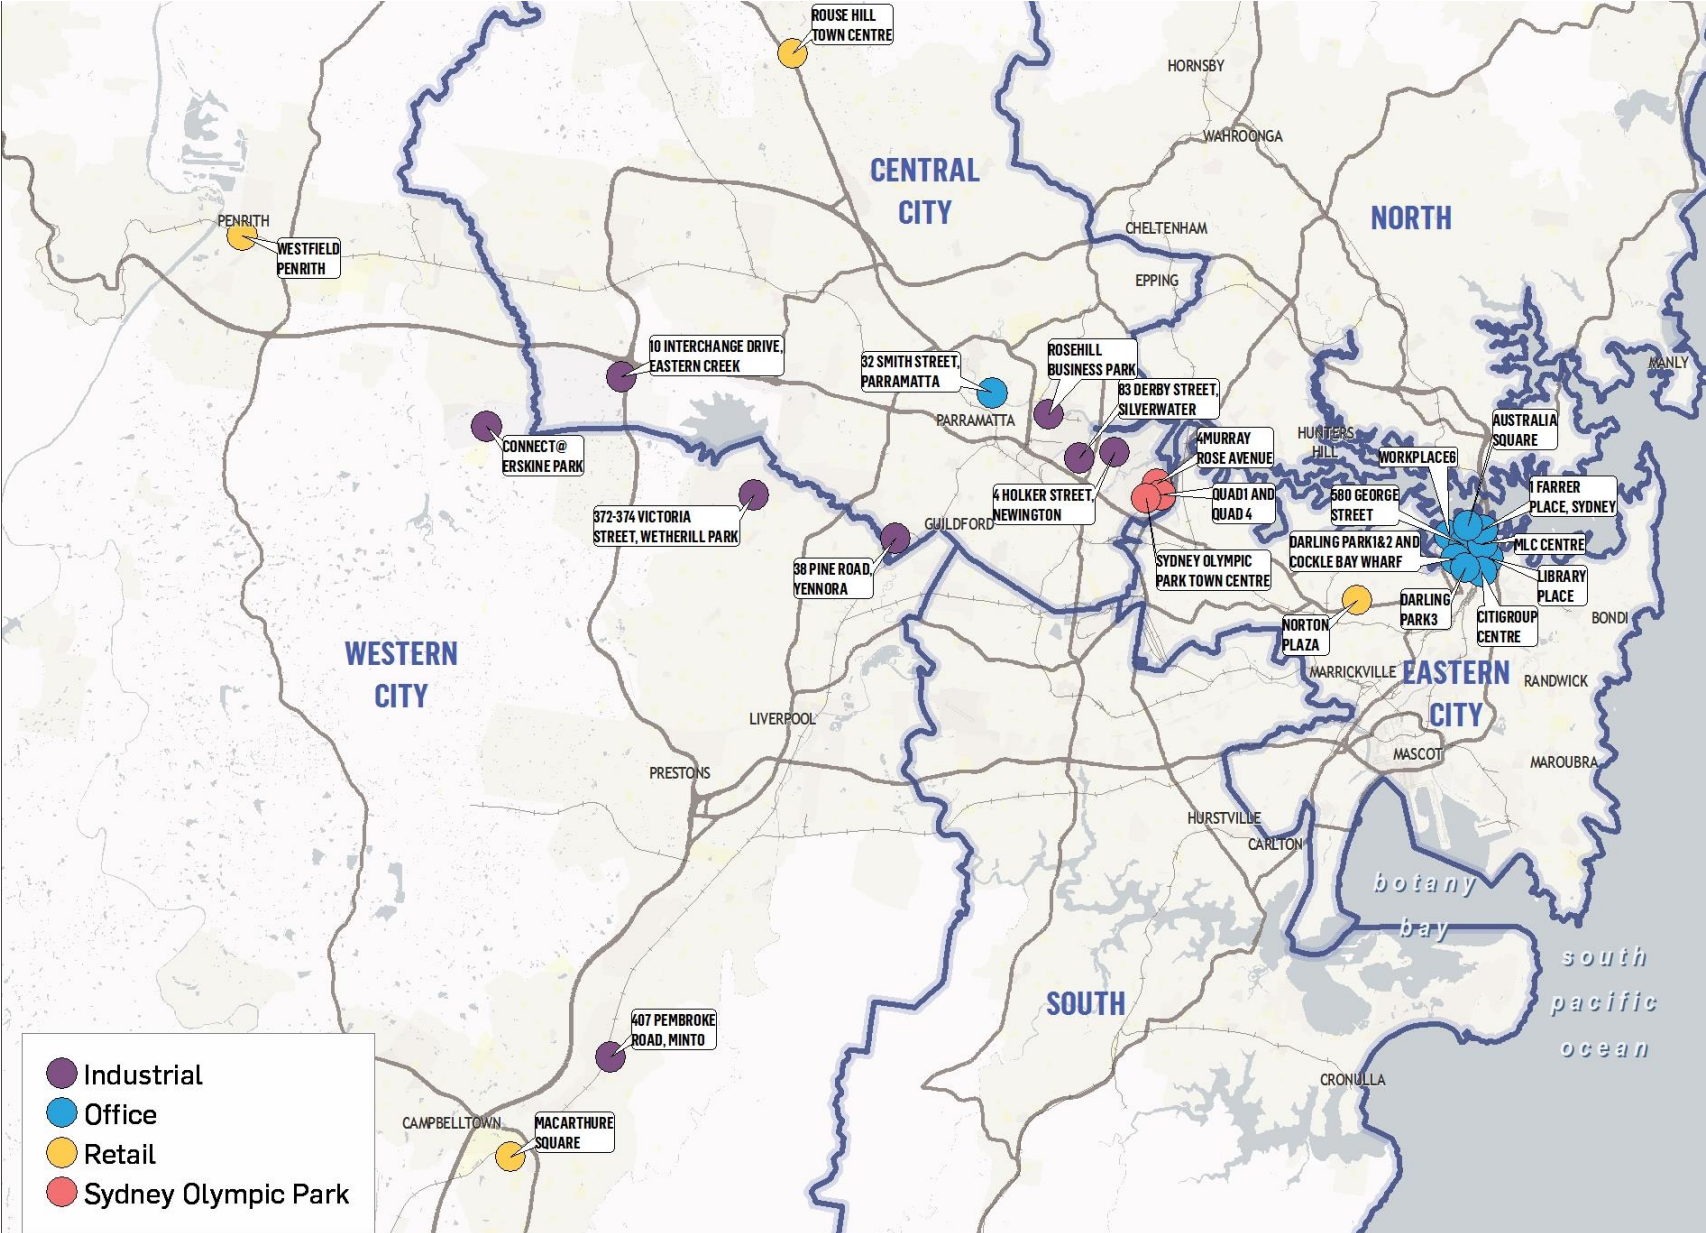 ROUSE HILL
TOWN CENTRE
HORNSBY
WAHROONGA
CENTRAL
CITY
NORTH
PENRITH
WESTFIELD
PENRITH
CHELTENHAM
EPPING
10 INTERCHANGE DRIVE,
EASTERN CREEK
32 SMITH STREET,
PARRAMATTA
ROSEHILL
BUSINESS PARK
MANLY
83 DERBY STREET,
SILVERWATER
PARRAMATTA
CONNECT@
ERSKINE PARK
4MURRAY
ROSE AVENUE
HUNTERS
HILL
AUSTRALIA
SQUARE
WORKPLACE6
372-374 VICTORIA
STREET, WETHERILL PARK
4 HOLKER STREET,
NEWINGTON
QUAD1 AND
QUAD 4
580 GEORGE
STREET
1 FARRER
PLACE, SYDNEY
GUILDFORD
38 PINE ROAD,
YENNORA
SYDNEY OLYMPIC
PARK TOWN CENTRE
DARLING PARK1&2 AND
COCKLE BAY WHARF
MLC CENTRE
LIBRARY
PLACE
DARLING
PARK3
CITIGROUP
CENTRE
NORTON
PLAZA
BONDI
WESTERN
CITY
MARRICKVILLE
EASTERN
CITY
RANDWICK
LIVERPOOL
PRESTONS
MASCOT
MAROUBRA
HURSTVILLE
CARLTON
botany
bay
south
pacific
ocean
SOUTH
407 PEMBROKE
ROAD, MINTO
CRONULLA
CAMPBELLTOWN
MACARTHURE
SQUARE
Industrial
Office
Retail
Sydney Olympic Park